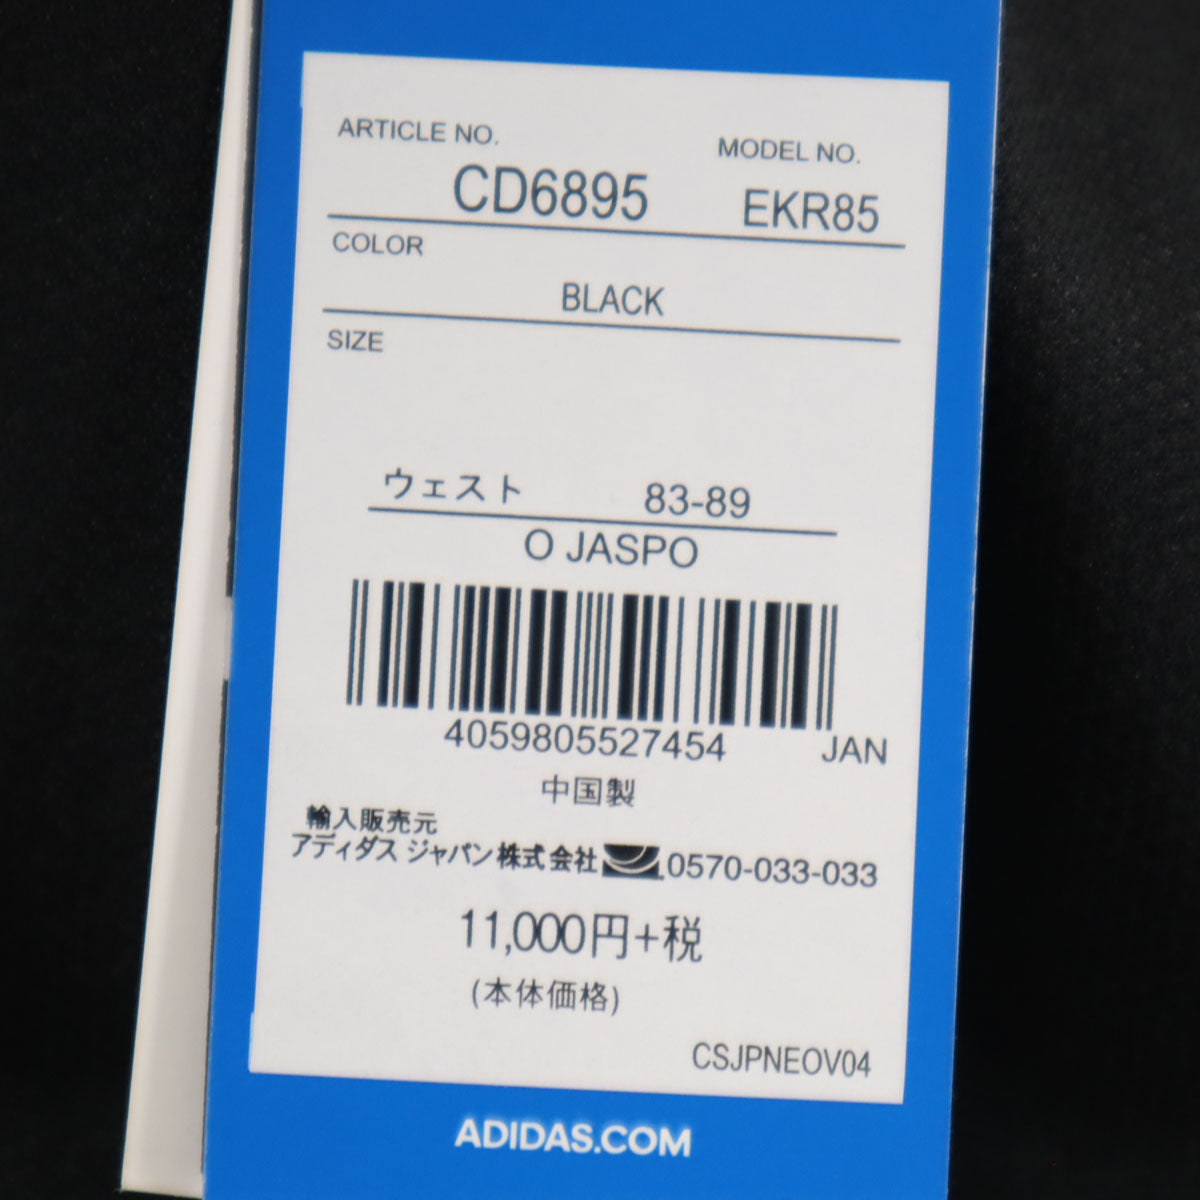 ARTICLE NO. MODEL NO.
CD6895 EKR85
COLOR
BLACK
SIZE
ウェスト 83-89
O JASPO
4059805527454 JAN
中国製
輸入販売元
アディダス ジャパン株式会社 0570-033-033
11,000円+税
(本体価格)
CSJPNEOV04
ADIDAS.COM